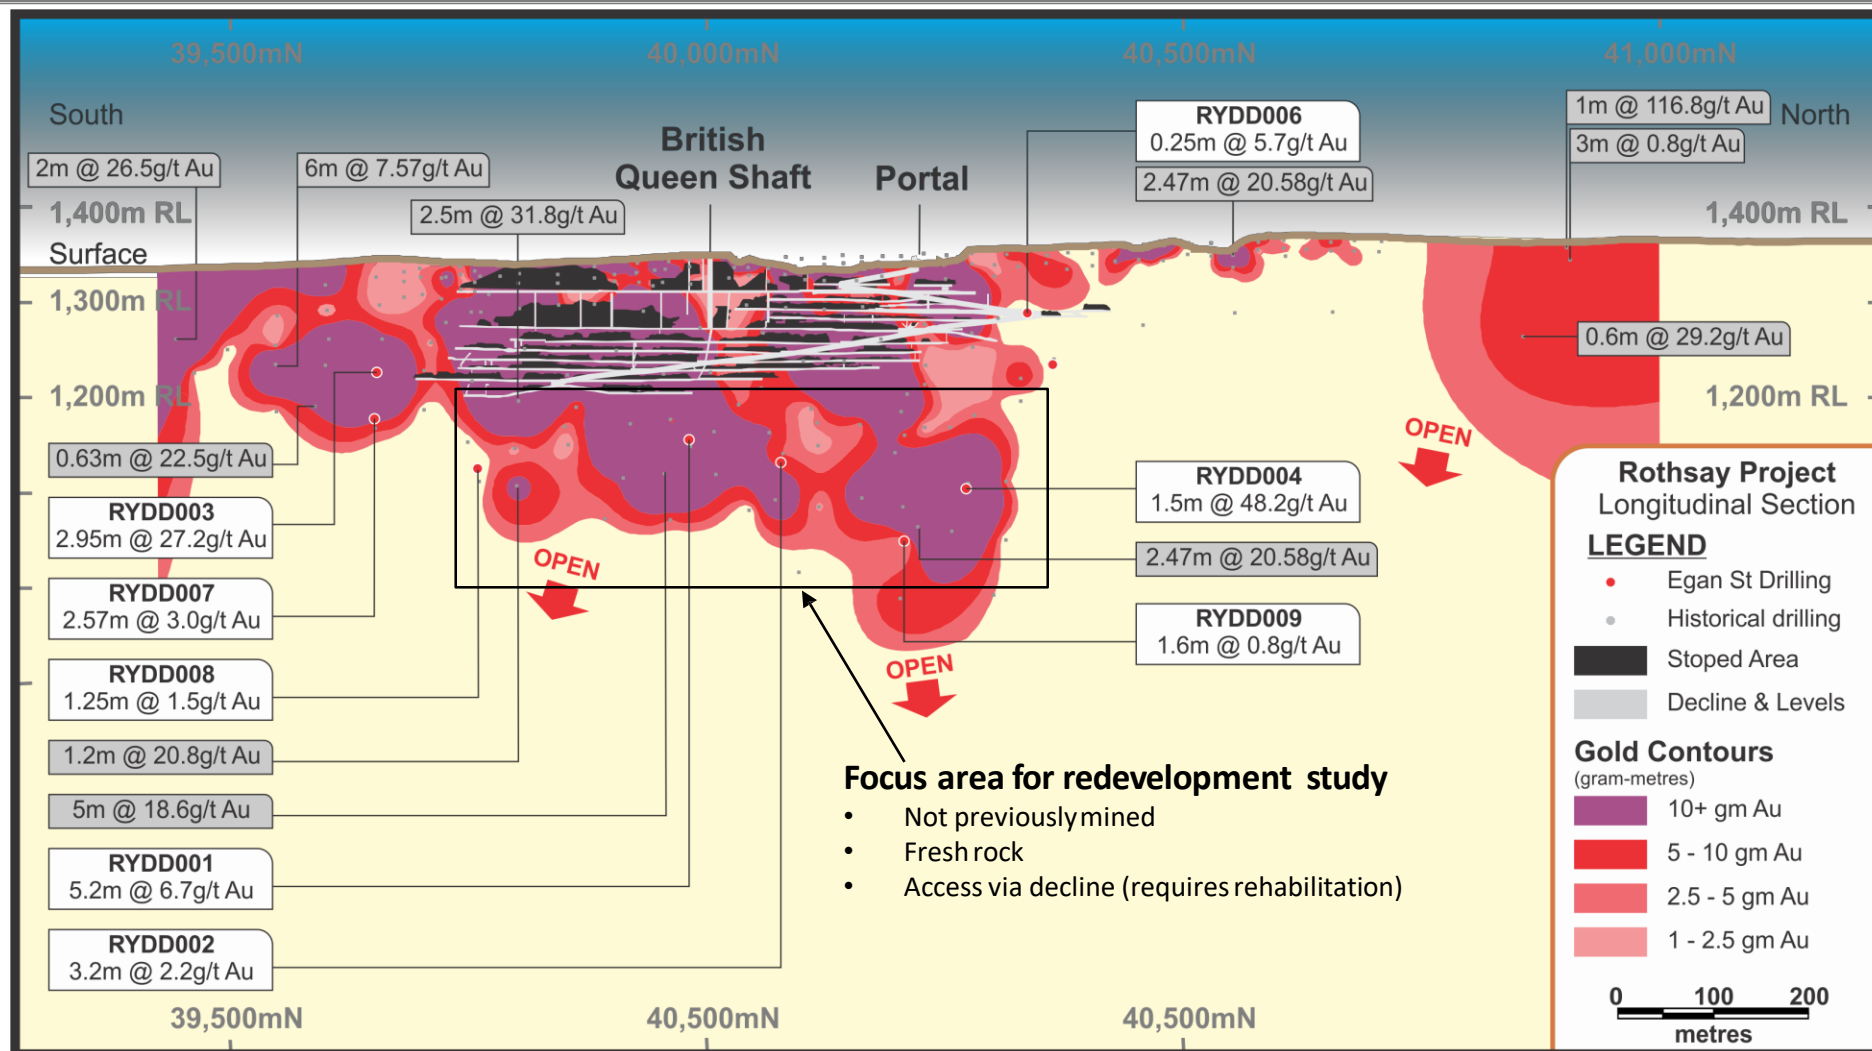 39,500mN 40,000mN 40,500mN 41,000mN
South
North
British
Queen Shaft
Portal
2m @ 26.5g/t Au
6m @ 7.57g/t Au
2.5m @ 31.8g/t Au
RYDD006
0.25m @ 5.7g/t Au
2.47m @ 20.58g/t Au
1m @ 116.8g/t Au
3m @ 0.8g/t Au
1,400m RL
1,400m RL
Surface
1,300m RL
0.6m @ 29.2g/t Au
1,200m RL
1,200m RL
OPEN
0.63m @ 22.5g/t Au
RYDD003
2.95m @ 27.2g/t Au
RYDD007
2.57m @ 3.0g/t Au
RYDD008
1.25m @ 1.5g/t Au
1.2m @ 20.8g/t Au
5m @ 18.6g/t Au
RYDD001
5.2m @ 6.7g/t Au
RYDD002
3.2m @ 2.2g/t Au
OPEN
OPEN
RYDD004
1.5m @ 48.2g/t Au
2.47m @ 20.58g/t Au
RYDD009
1.6m @ 0.8g/t Au
Focus area for redevelopment study
• Not previously mined
• Fresh rock
• Access via decline (requires rehabilitation)
Rothsay Project
Longitudinal Section
LEGEND
Egan St Drilling
Historical drilling
Stoped Area
Decline & Levels
Gold Contours
(gram-metres)
10+ gm Au
5 - 10 gm Au
2.5 - 5 gm Au
1 - 2.5 gm Au
0 100 200
metres
39,500mN 40,500mN 40,500mN